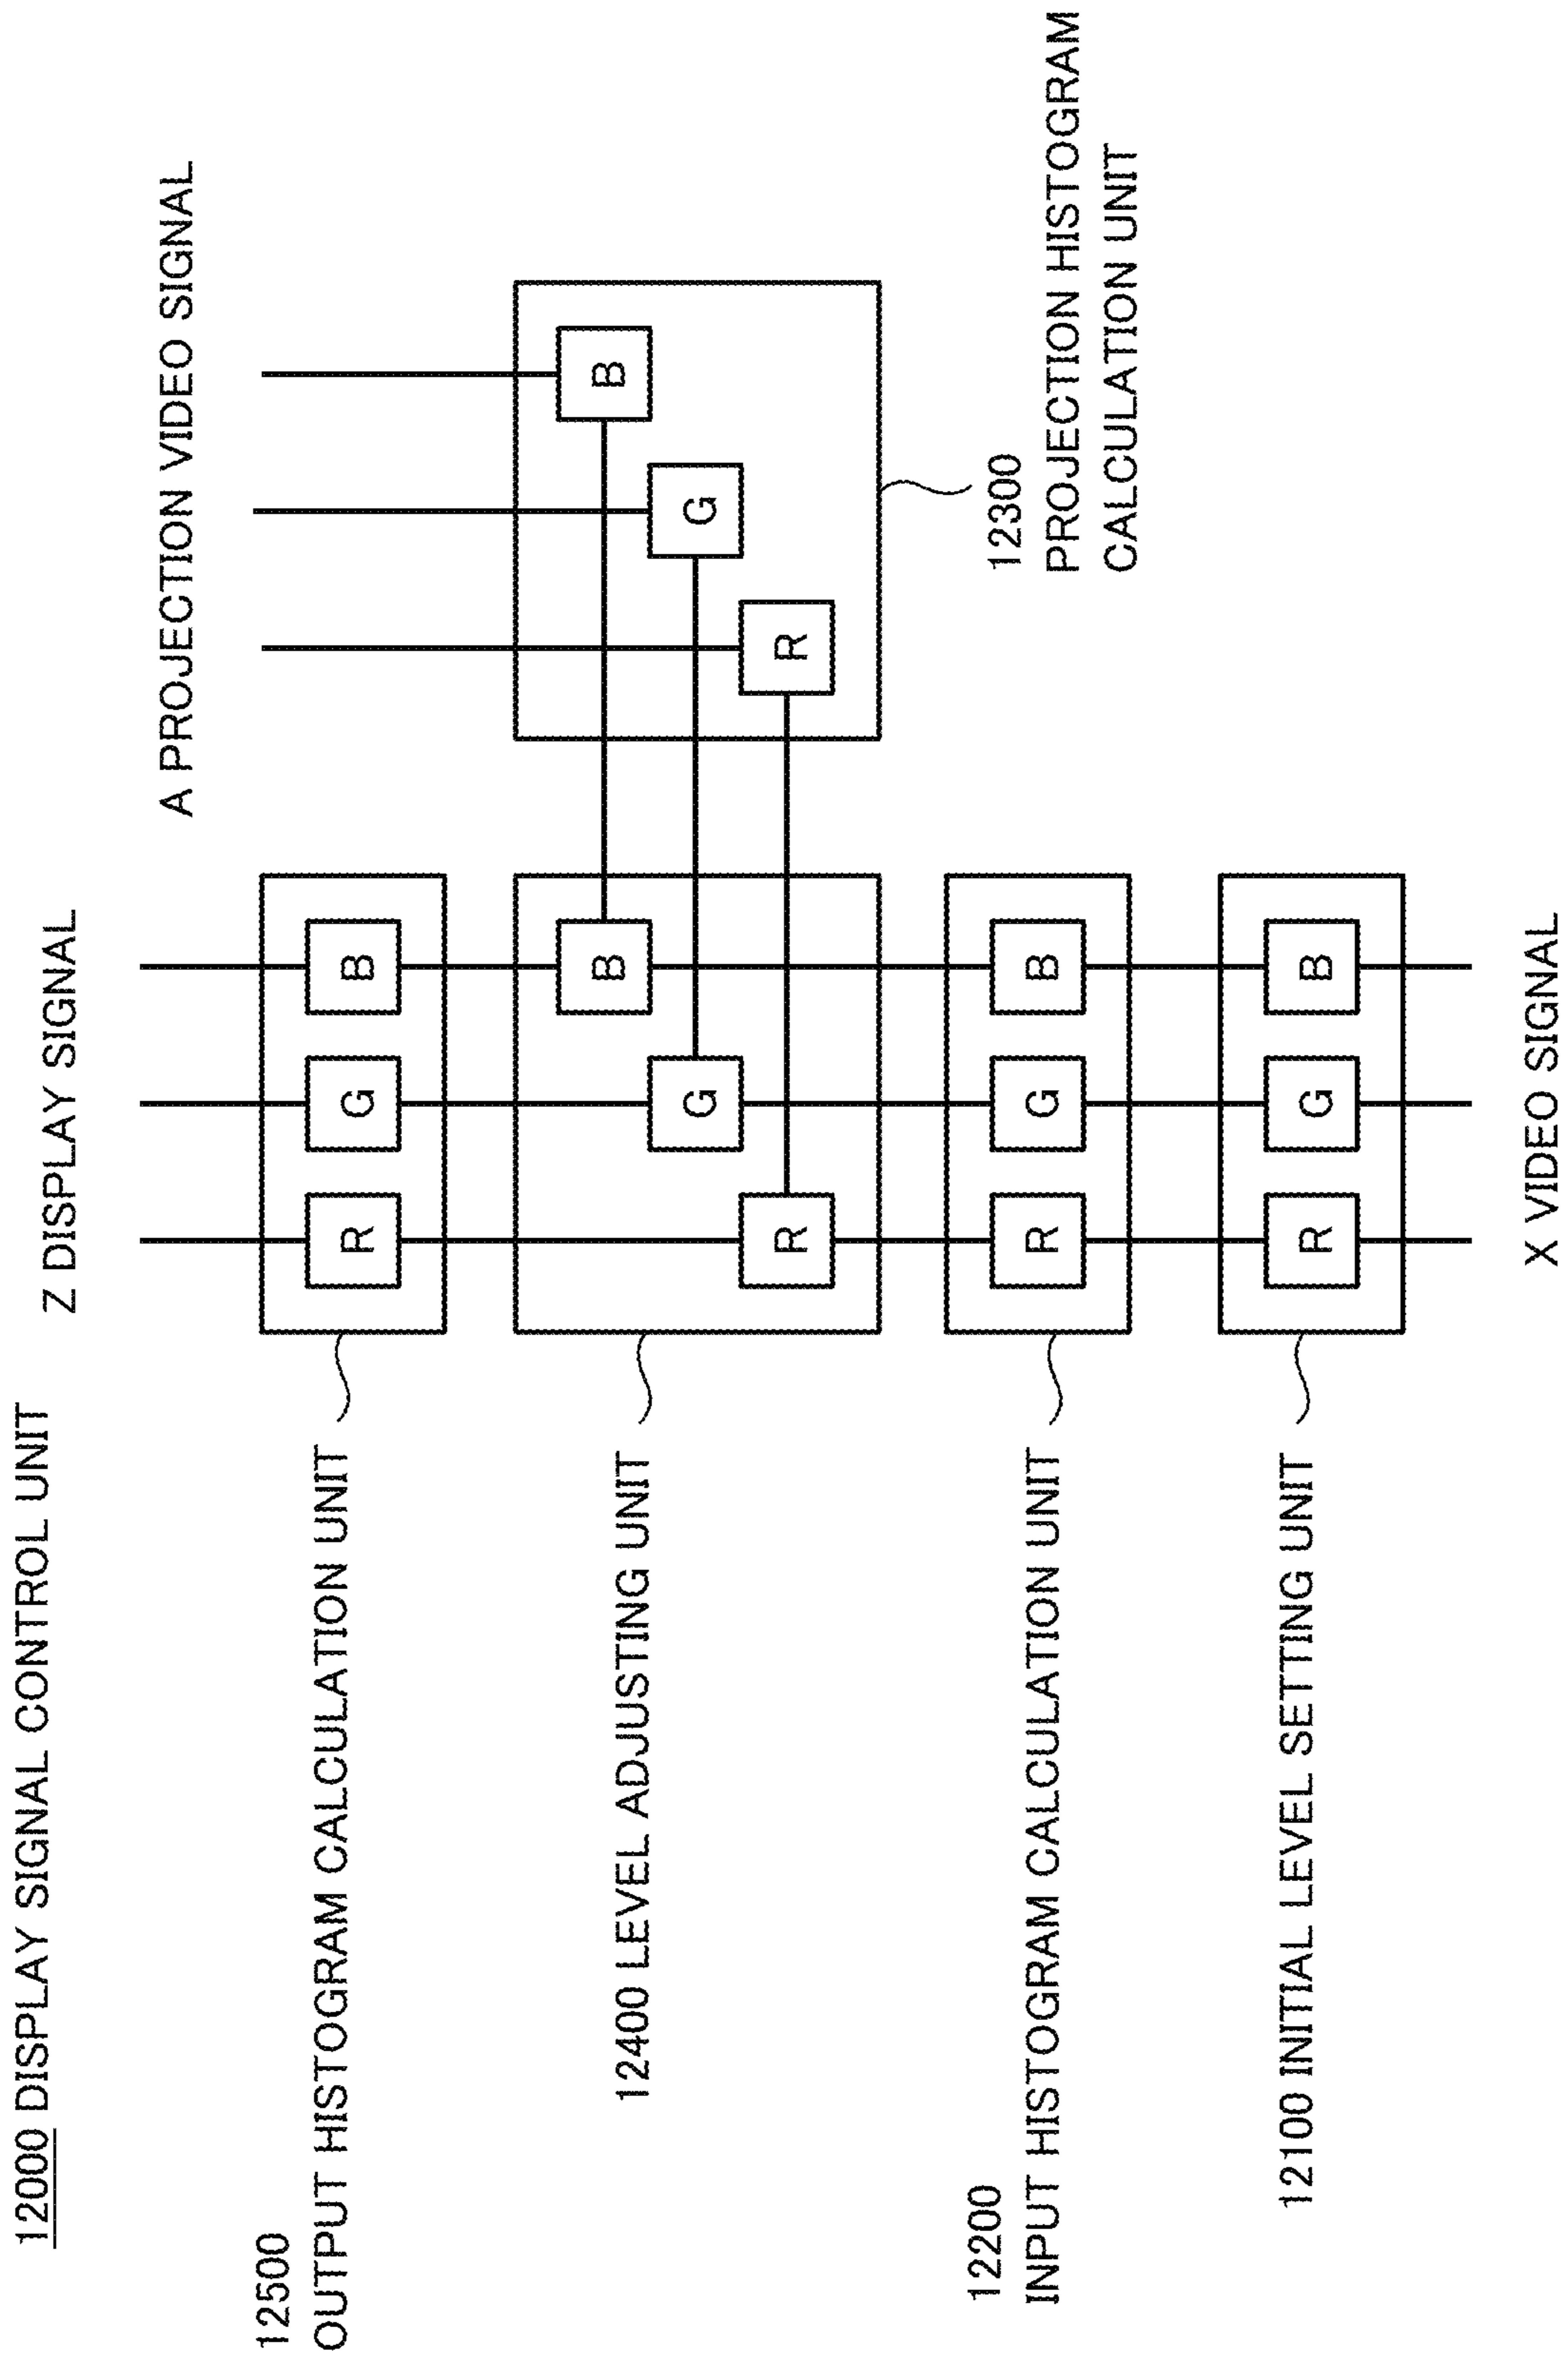 12000 DISPLAY SIGNAL CONTROL UNIT
Z DISPLAY SIGNAL
A PROJECTION VIDEO SIGNAL
12500
OUTPUT HISTOGRAM CALCULATION UNIT
R G B
12400 LEVEL ADJUSTING UNIT
B B
G G
R R
12300
PROJECTION HISTOGRAM
CALCULATION UNIT
12200
INPUT HISTOGRAM CALCULATION UNIT
R G B
12100 INITIAL LEVEL SETTING UNIT
R G B
X VIDEO SIGNAL